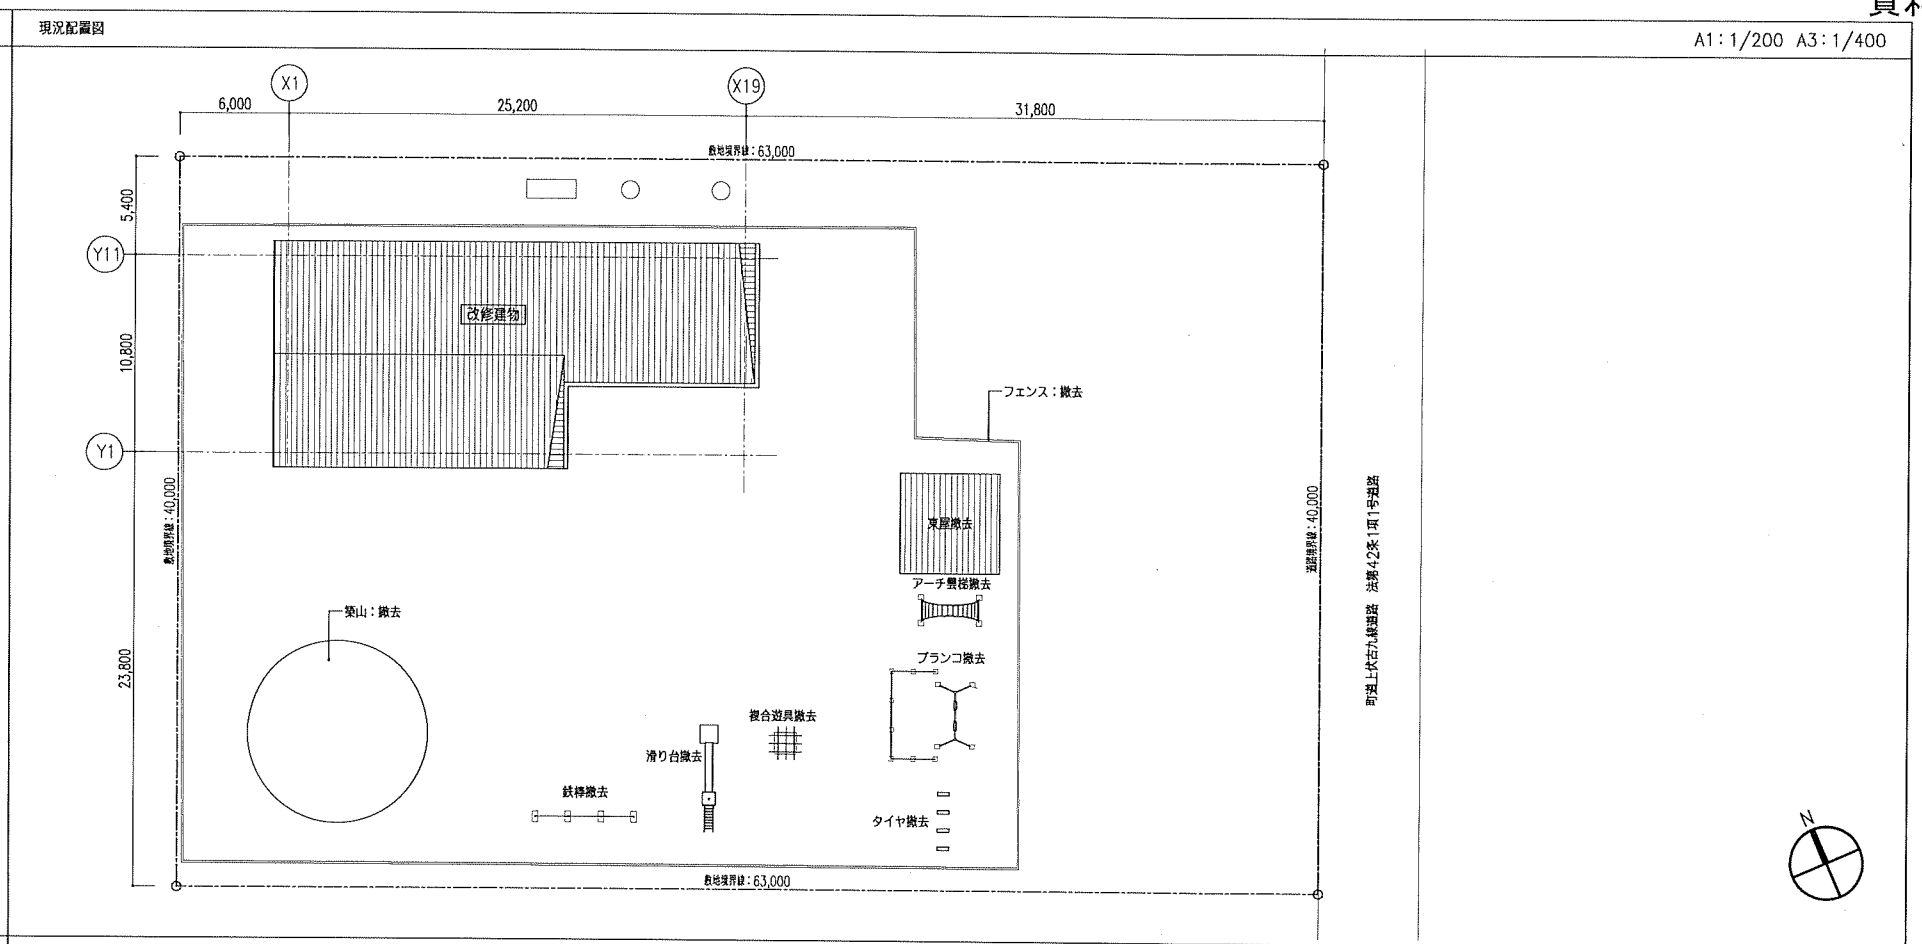 資料
現況配置図
A1:1/200 A3:1/400
X1
X19
6,000
25,200
31,800
敷地境界線:63,000
5,400
Y11
改修建物
10,800
フェンス:撤去
Y1
敷地境界線:40,000
道路境界線:40,000
町道上伏古九線道路 法第42条1項1号道路
東屋撤去
アーチ雲梯撤去
築山:撤去
ブランコ撤去
23,800
複合遊具撤去
滑り台撤去
鉄棒撤去
タイヤ撤去
N
敷地境界線:63,000